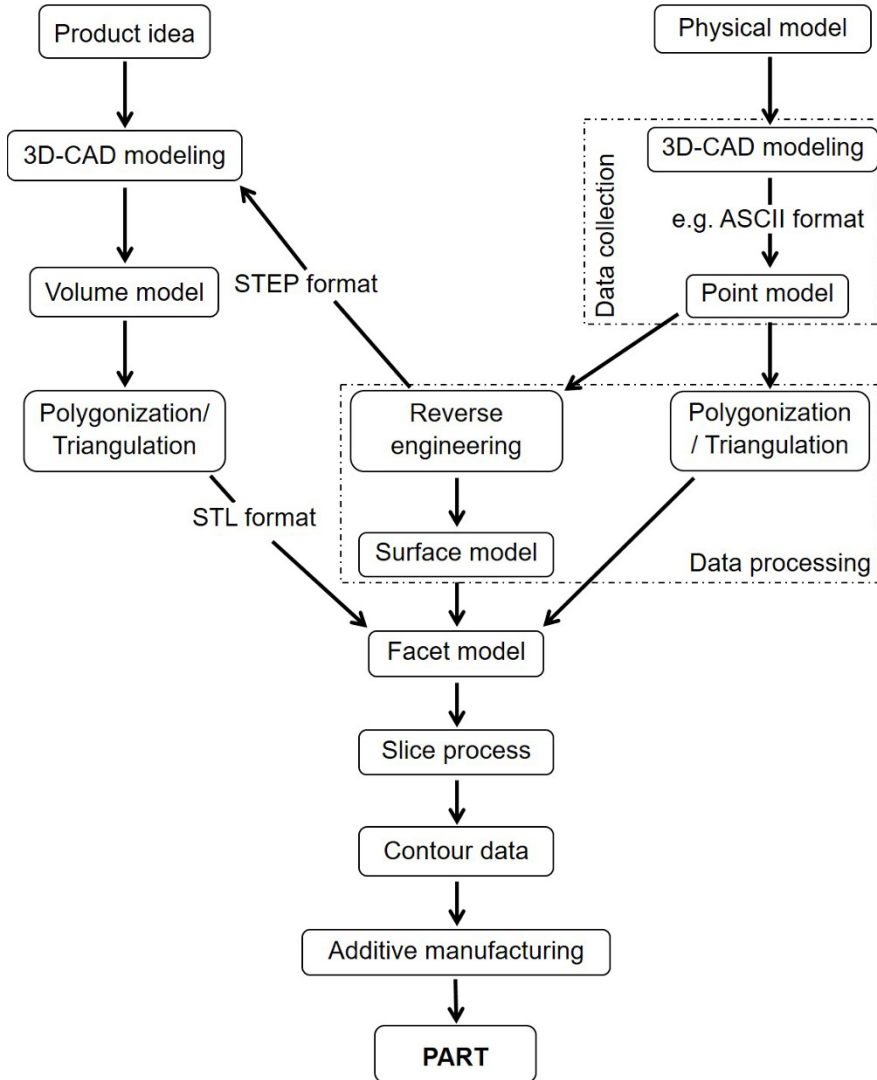 Product idea
Physical model
3D-CAD modeling
3D-CAD modeling
Data collection
e.g. ASCII format
Volume model
STEP format
Point model
Polygonization/
Triangulation
Reverse
engineering
Polygonization
/ Triangulation
STL format
Surface model
Data processing
Facet model
Slice process
Contour data
Additive manufacturing
PART